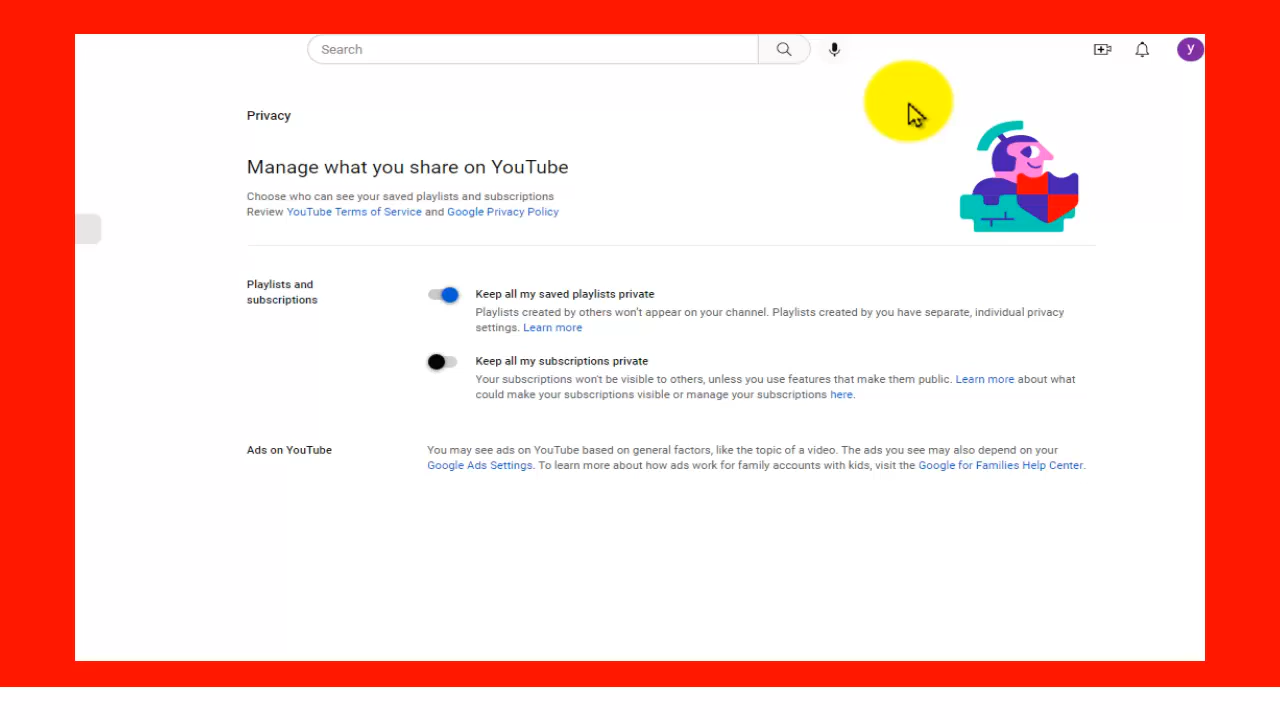 Search
y
Privacy
Manage what you share on YouTube
Choose who can see your saved playlists and subscriptions
Review YouTube Terms of Service and Google Privacy Policy
Playlists and
subscriptions
Keep all my saved playlists private
Playlists created by others won't appear on your channel. Playlists created by you have separate, individual privacy
settings. Learn more
Keep all my subscriptions private
Your subscriptions won't be visible to others, unless you use features that make them public. Learn more about what
could make your subscriptions visible or manage your subscriptions here.
Ads on YouTube
You may see ads on YouTube based on general factors, like the topic of a video. The ads you see may also depend on your
Google Ads Settings. To learn more about how ads work for family accounts with kids, visit the Google for Families Help Center.